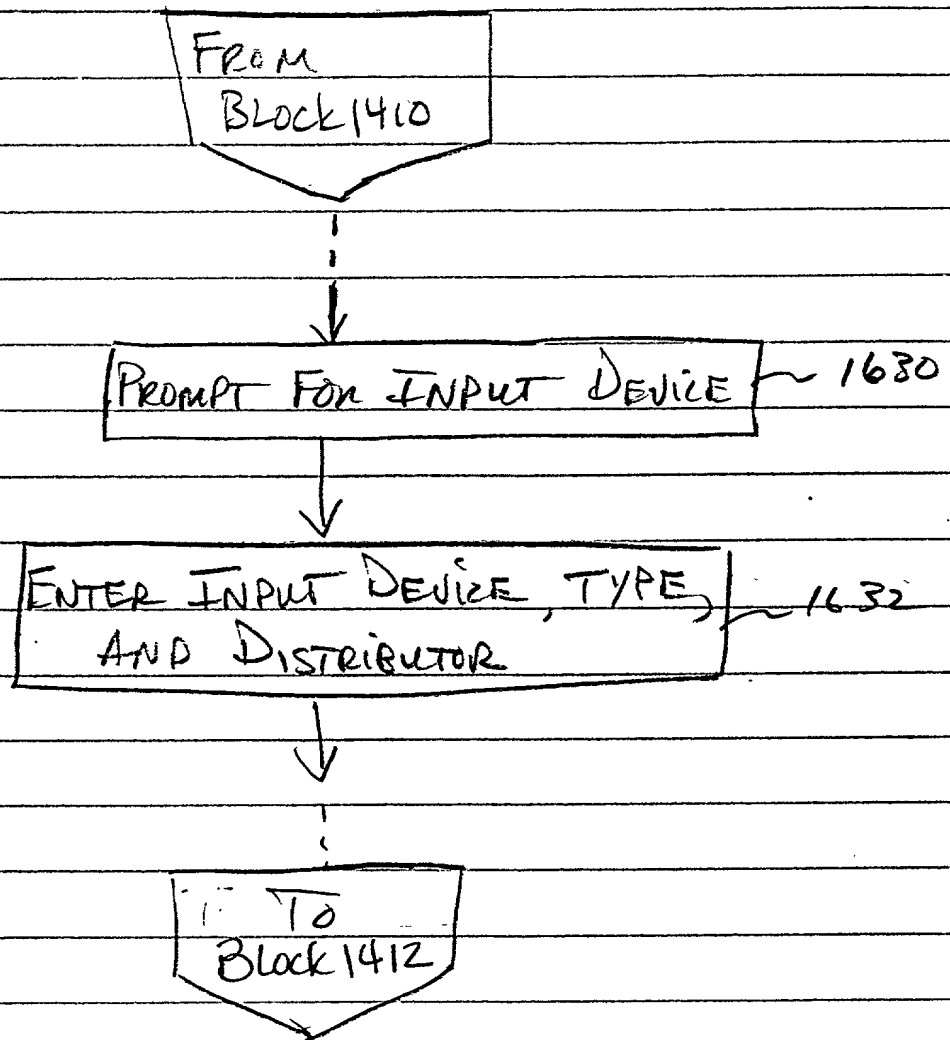 FROM
BLOCK 1410
PROMPT FOR INPUT DEVICE 1630
ENTER INPUT DEVICE, TYPE, 1632
AND DISTRIBUTOR
TO
BLOCK 1412